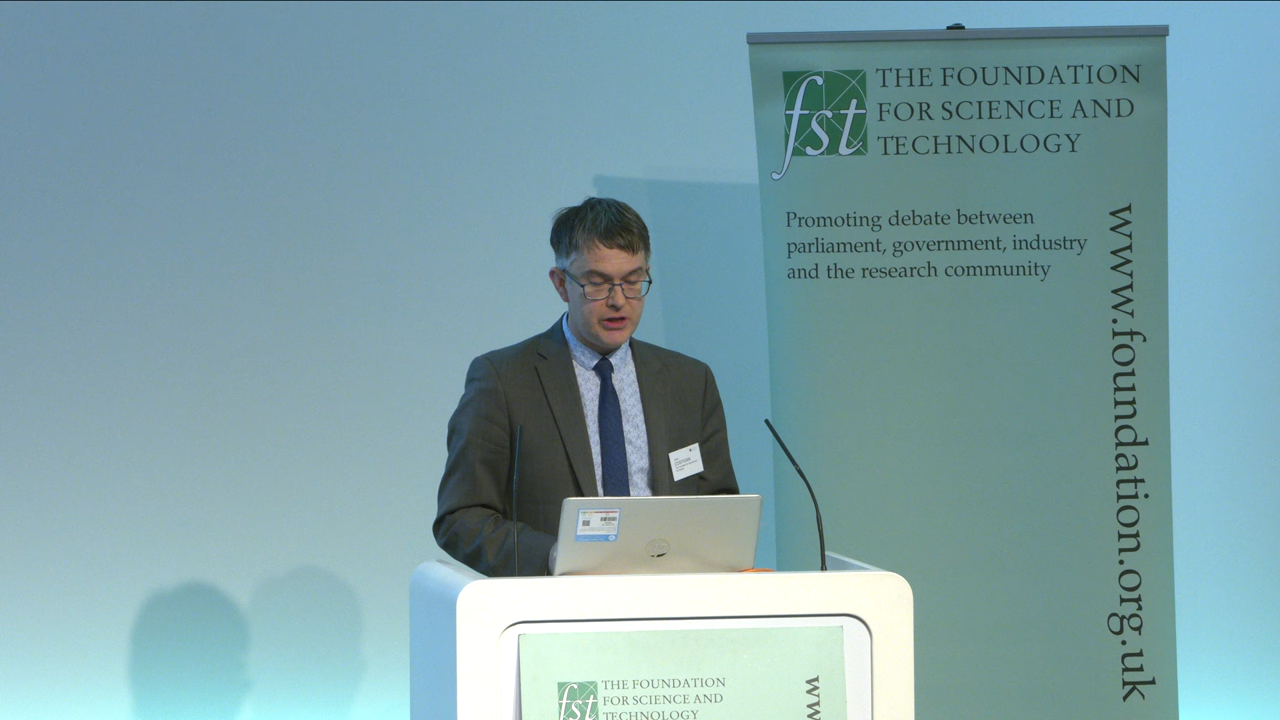 fst
THE FOUNDATION
FOR SCIENCE AND
TECHNOLOGY
Promoting debate between
parliament, government, industry
and the research community
www.foundation.org.uk
fst
THE FOUNDATION
FOR SCIENCE AND
TECHNOLOGY
ww